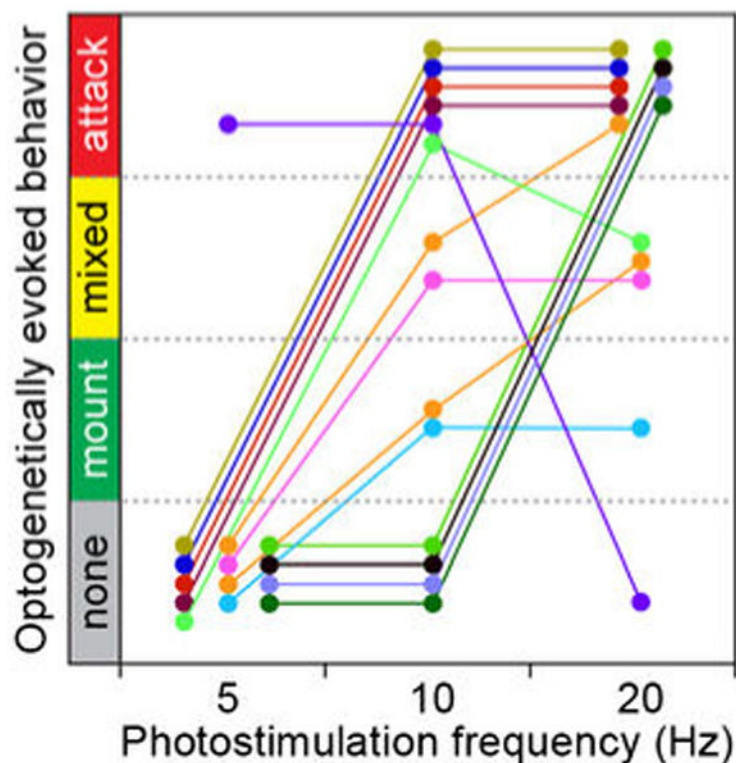 Optogenetically evoked behavior
attack
mixed
mount
none
5 10 20
Photostimulation frequency (Hz)